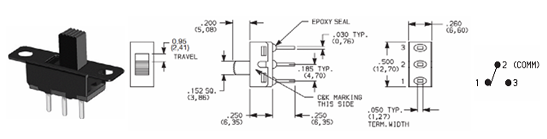 0.95
(2,41)
TRAVEL
.200
(5,08)
.152 SQ.
(3,86)
EPOXY SEAL
.030 TYP.
(0,76)
.185 TYP.
(4,70)
C&K MARKING
THIS SIDE
.250
(6,35)
.250
(6,35)
.260
(6,60)
.500
(12,70)
3
2
1
.050 TYP.
(1,27)
TERM.WIDTH
2 (COMM)
1
3